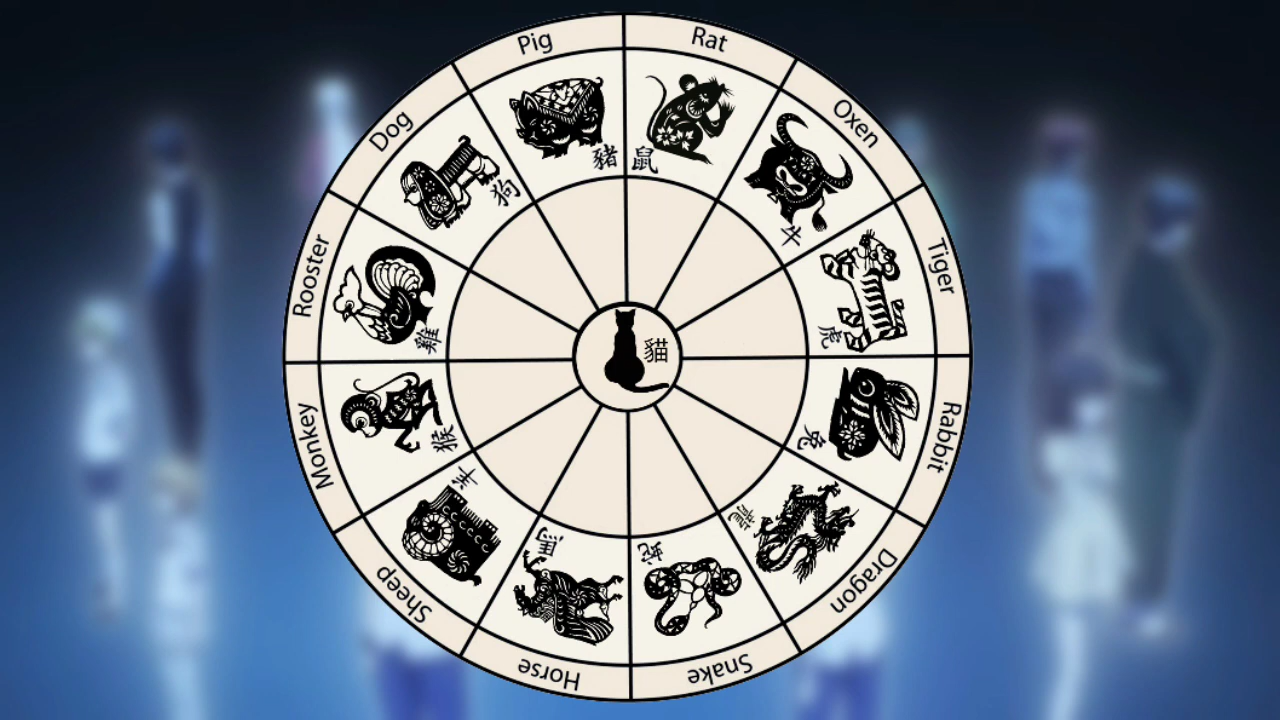 Rat
鼠
Oxen
牛
Tiger
虎
Rabbit
兔
Dragon
龍
Snake
蛇
Horse
馬
Sheep
羊
Monkey
猴
Rooster
雞
Dog
狗
Pig
豬
貓